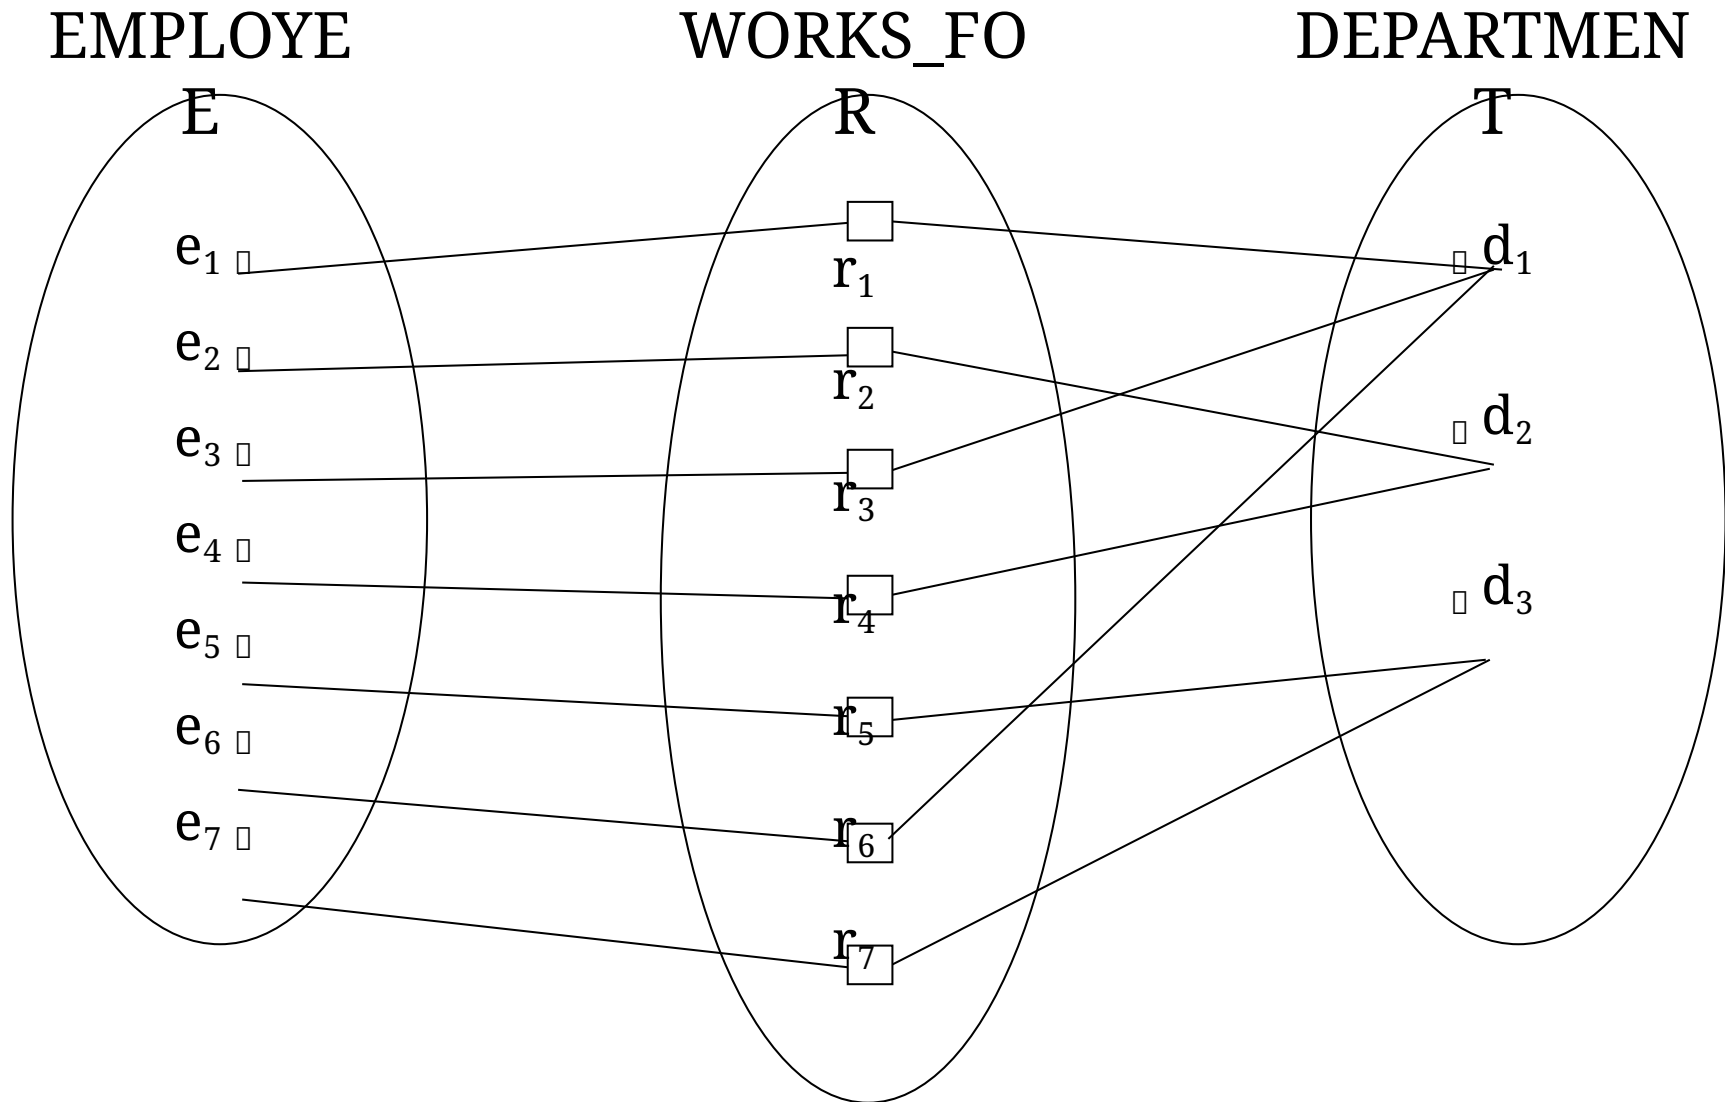 EMPLOYE
E
WORKS_FO
R
DEPARTMEN
T
e1 ▯
e2 ▯
e3 ▯
e4 ▯
e5 ▯
e6 ▯
e7 ▯
r1
r2
r3
r4
r5
r6
r7
▯ d1
▯ d2
▯ d3